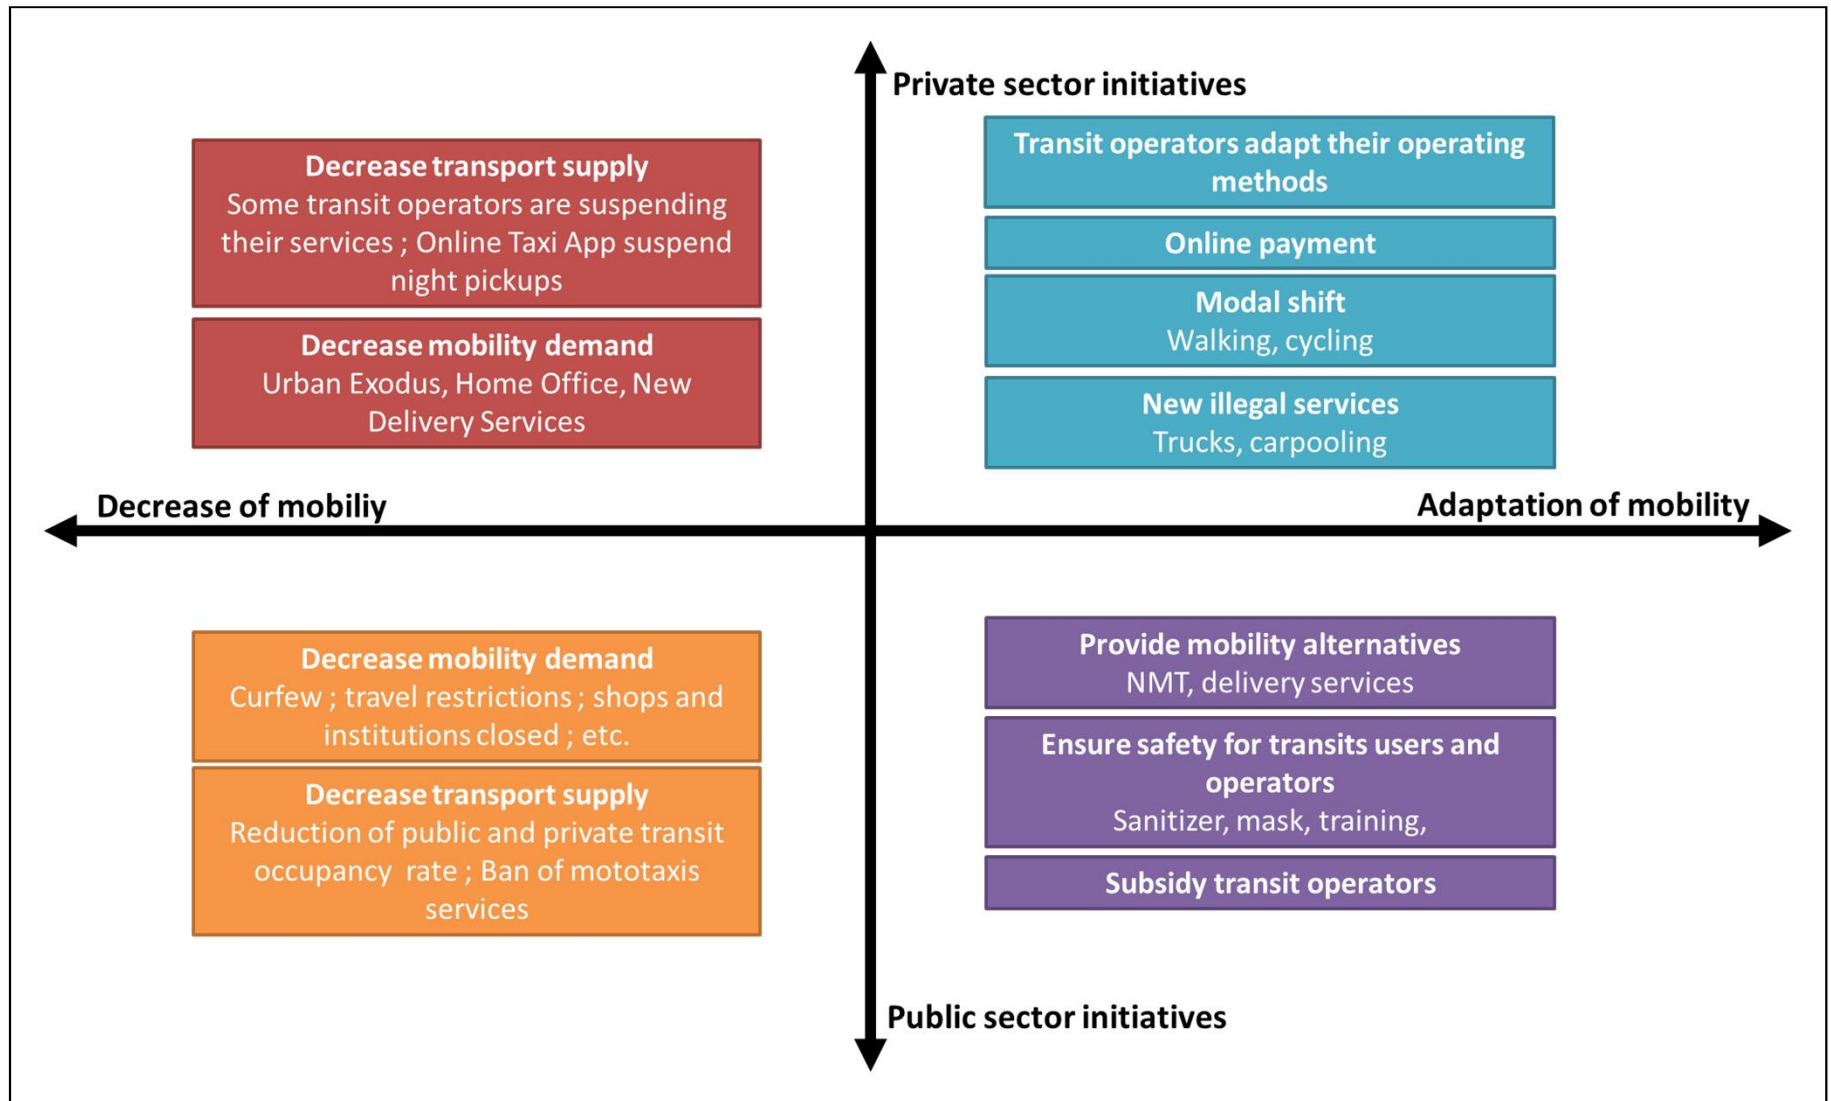 Private sector initiatives
Decrease transport supply
Some transit operators are suspending
their services ; Online Taxi App suspend
night pickups
Decrease mobility demand
Urban Exodus, Home Office, New
Delivery Services
Transit operators adapt their operating
methods
Online payment
Modal shift
Walking, cycling
New illegal services
Trucks, carpooling
Decrease of mobiliy
Adaptation of mobility
Decrease mobility demand
Curfew ; travel restrictions ; shops and
institutions closed ; etc.
Decrease transport supply
Reduction of public and private transit
occupancy rate ; Ban of mototaxis
services
Provide mobility alternatives
NMT, delivery services
Ensure safety for transits users and
operators
Sanitizer, mask, training,
Subsidy transit operators
Public sector initiatives